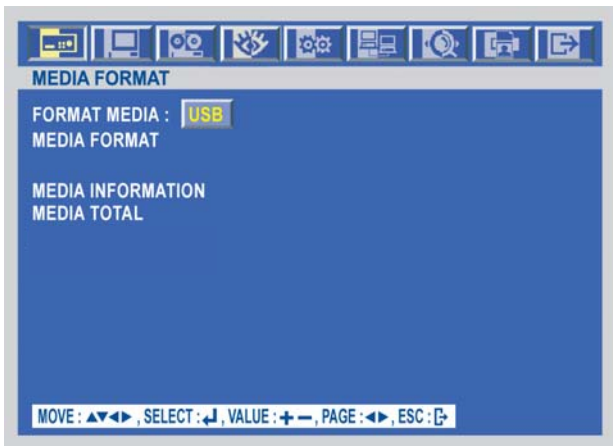 MEDIA FORMAT
FORMAT MEDIA : USB
MEDIA FORMAT
MEDIA INFORMATION
MEDIA TOTAL
MOVE : ▲▼◀▶ , SELECT : ↵ , VALUE : + − , PAGE : ◀▶ , ESC :